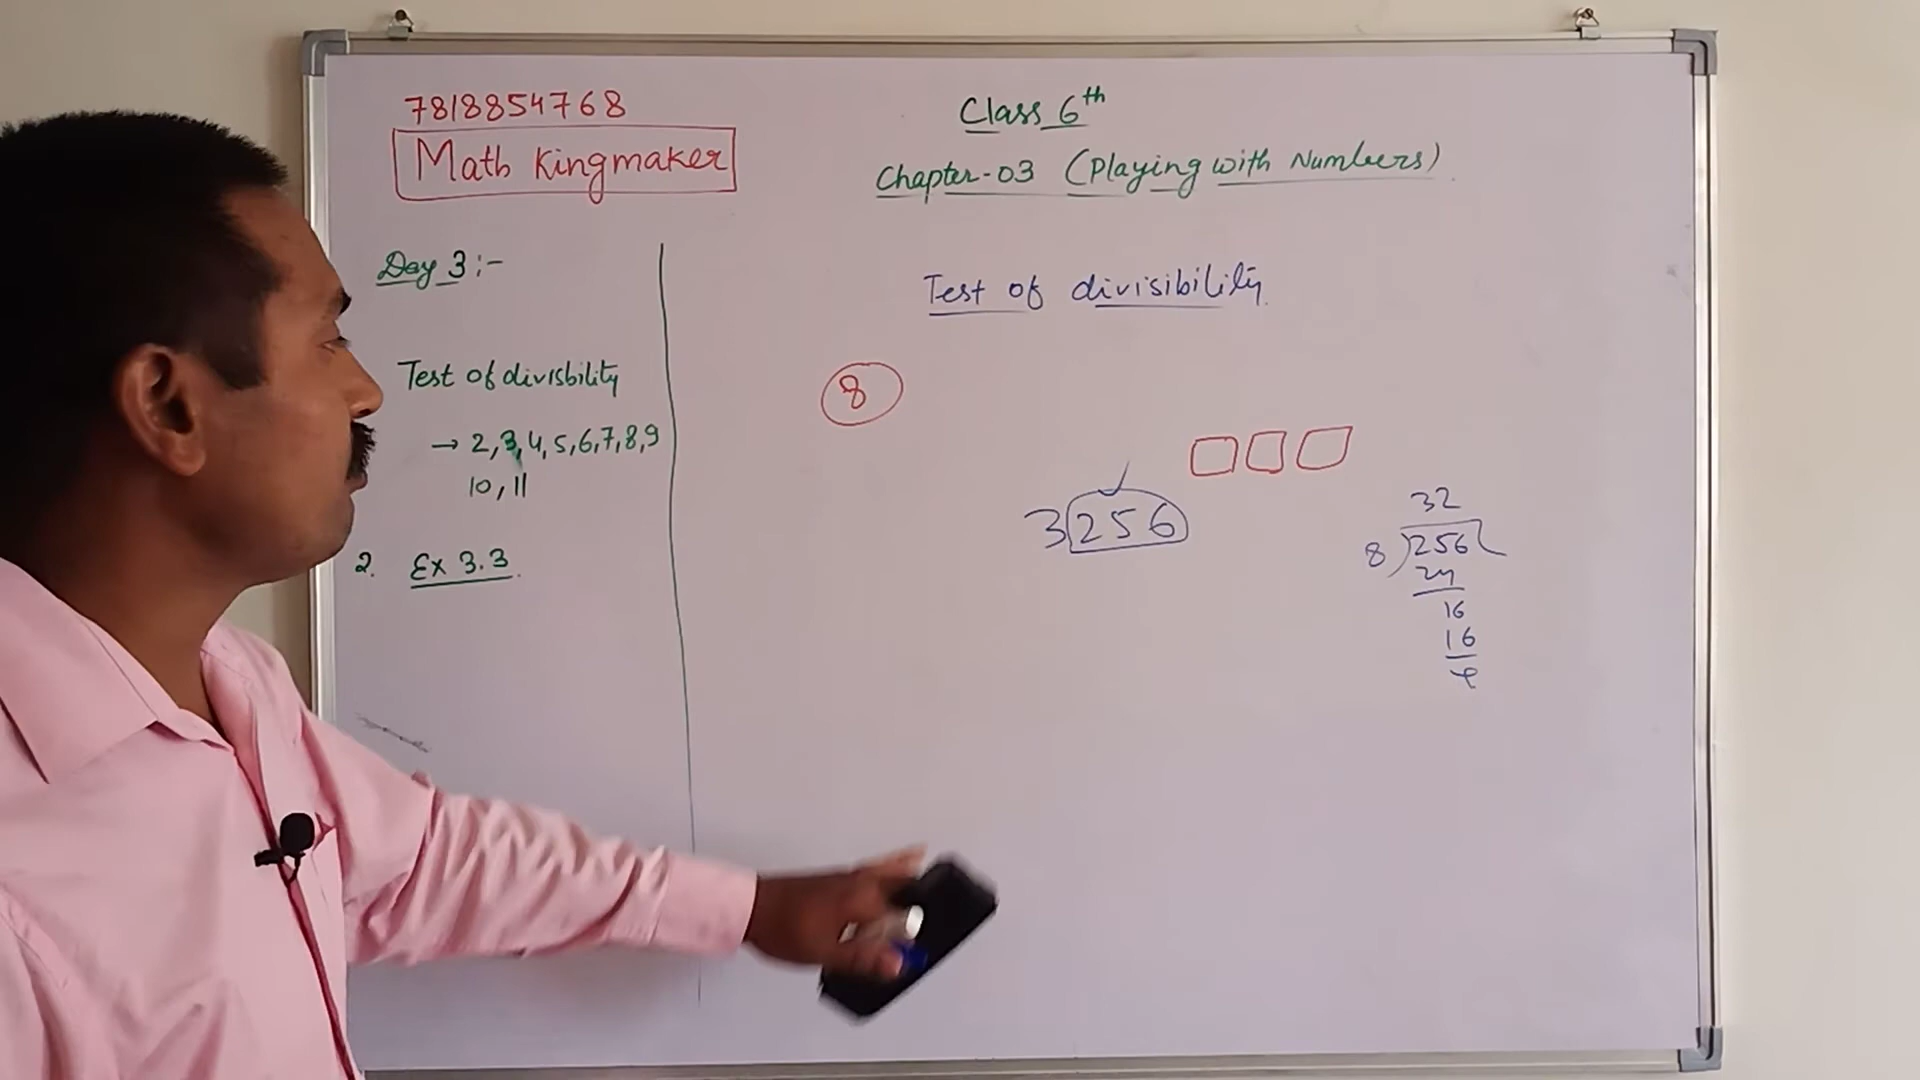 7818854768
Math Kingmaker
Class 6th
Chapter-03 (Playing with Numbers)
Day 3:-
Test of divisbility
→ 2,3,4,5,6,7,8,9
10, 11
2. Ex 3.3
Test of divisibility
8
3256
32
8)256(
24
16
16